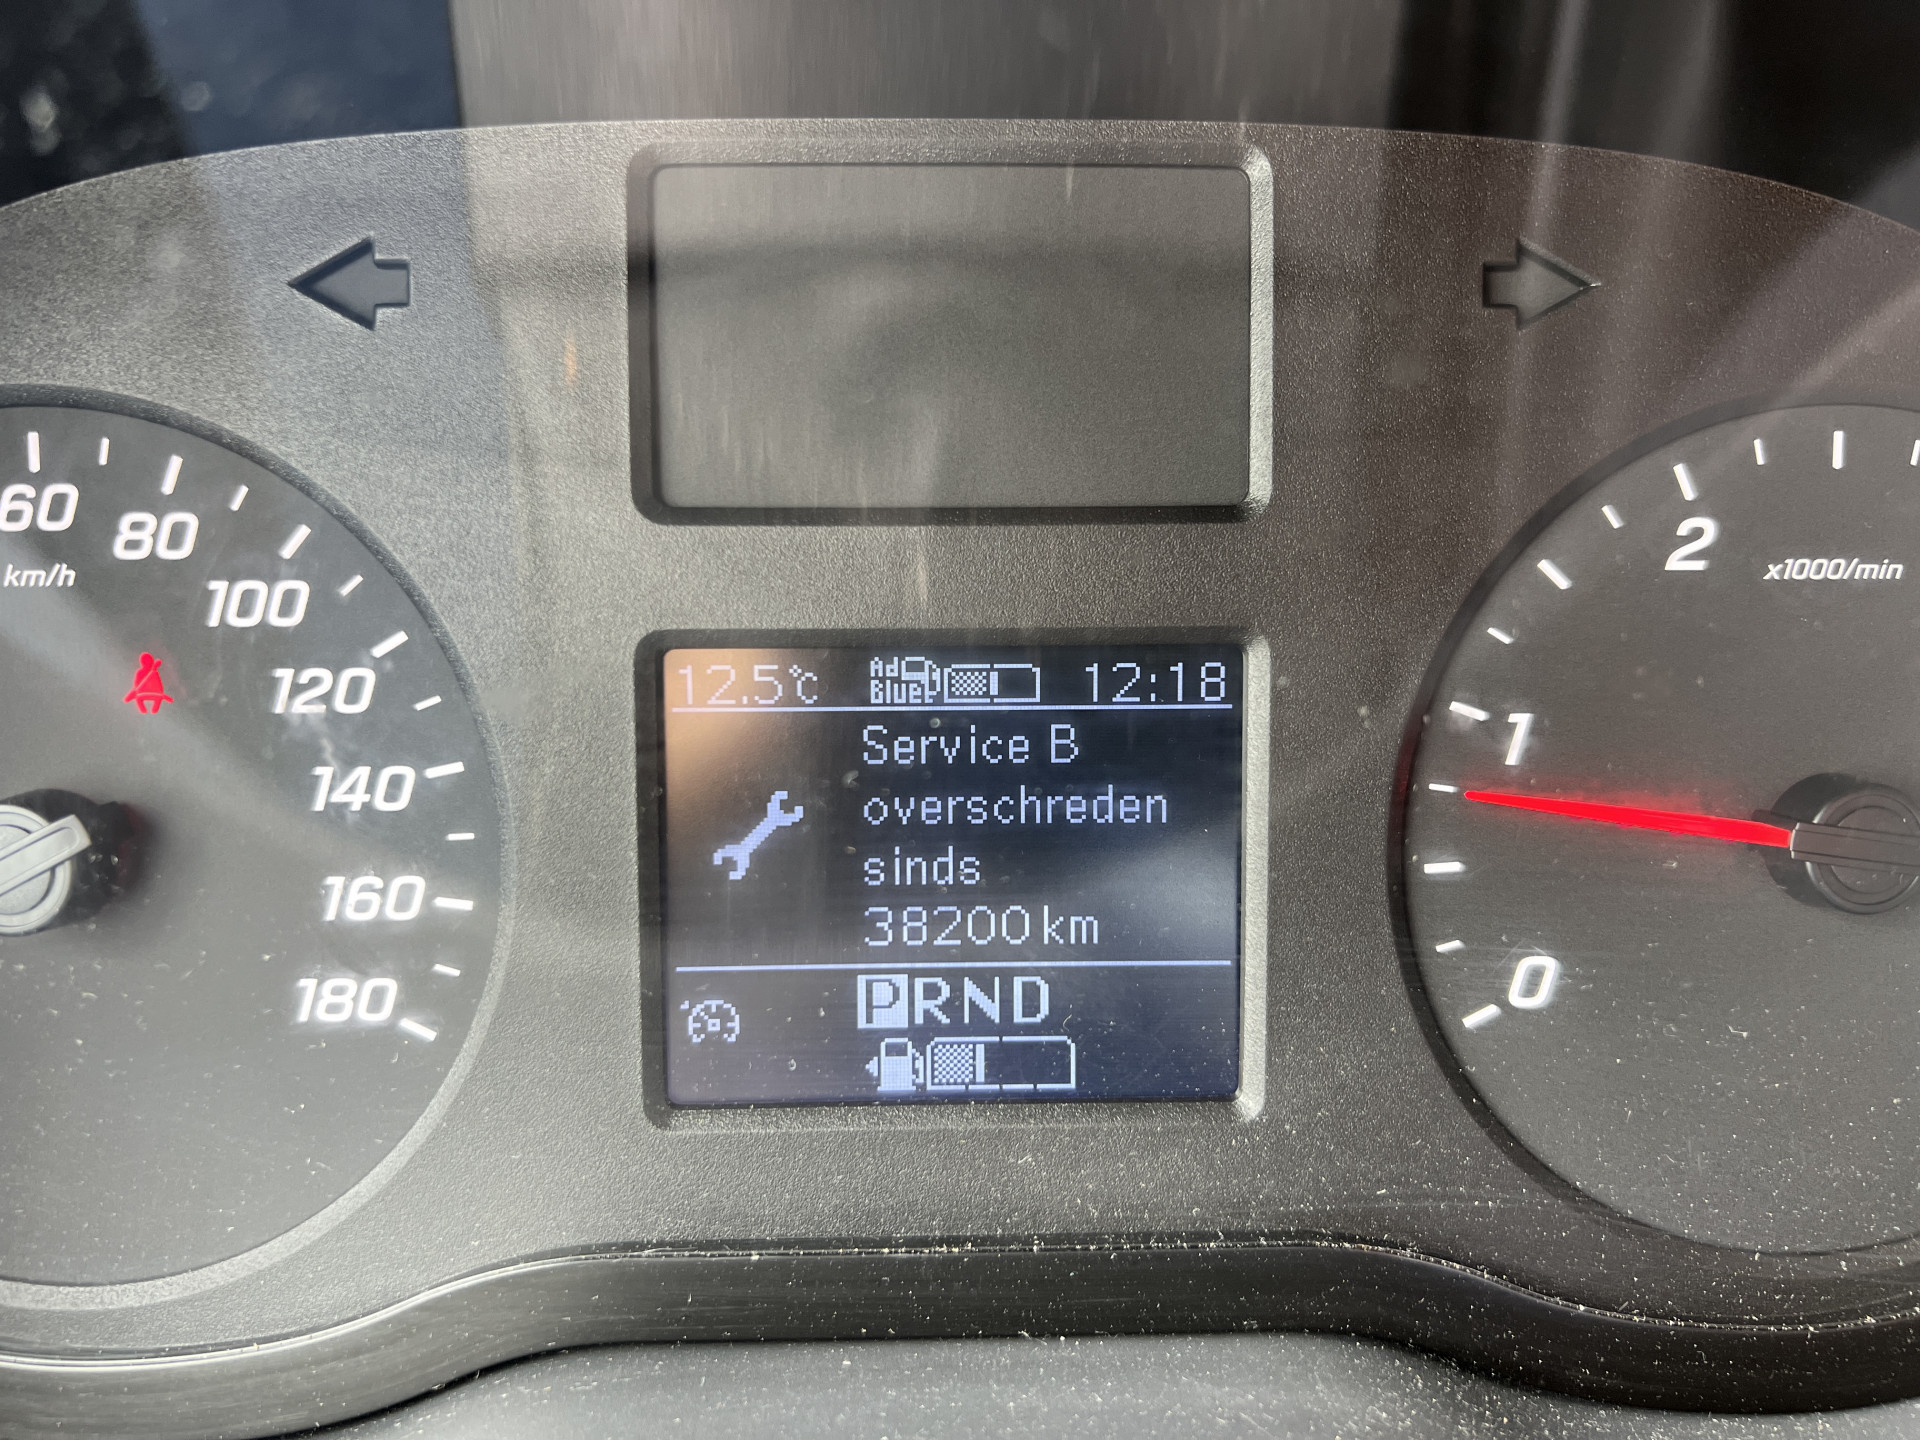 60
80
km/h
100
120
140
160
180
12.5°C
AdBlue
12:18
Service B
overschreden
sinds
38200 km
PRND
2
x1000/min
1
0